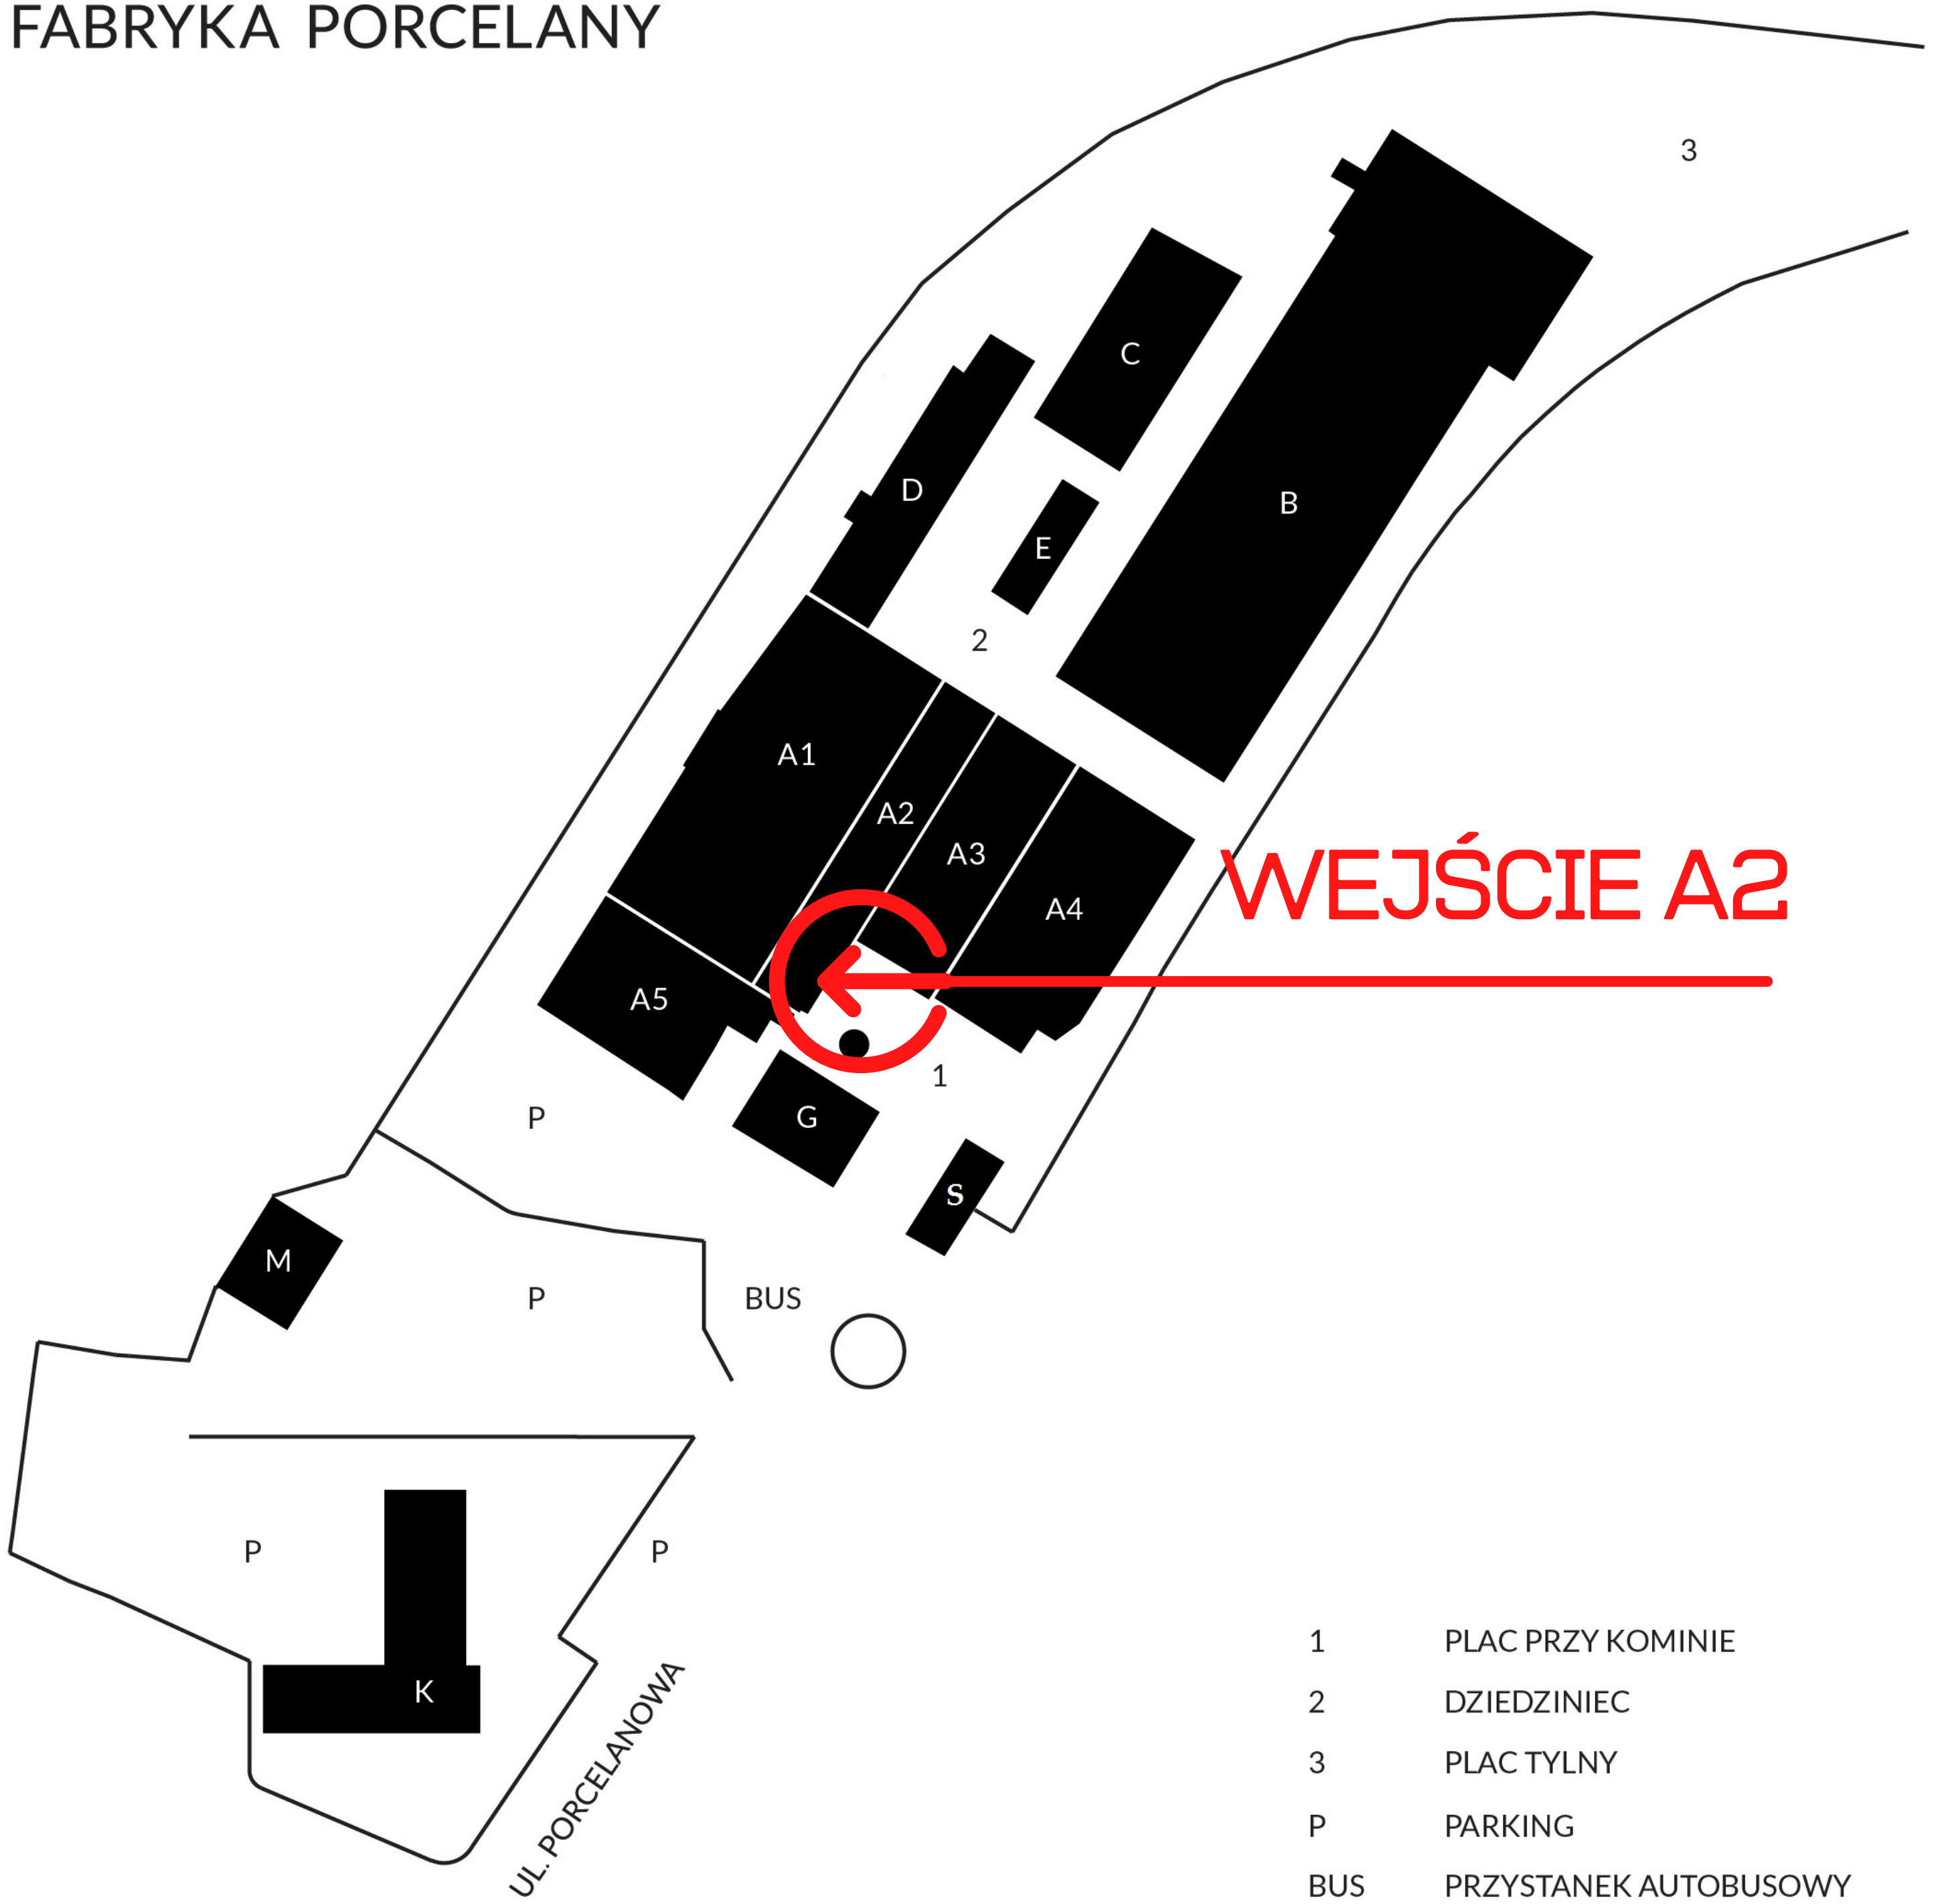 FABRYKA PORCELANY
3
C
D
B
E
2
A1
A2
A3
WEJŚCIE A2
A4
A5
1
P
G
S
M
P
BUS
P
P
K
UL. PORCELANOWA
1 PLAC PRZY KOMINIE
2 DZIEDZINIEC
3 PLAC TYLNY
P PARKING
BUS PRZYSTANEK AUTOBUSOWY